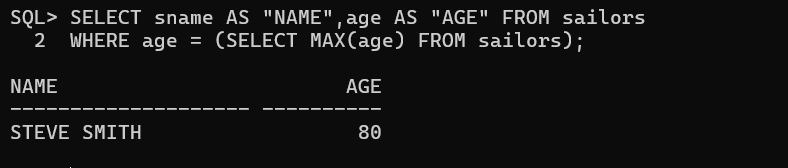 SQL> SELECT sname AS "NAME",age AS "AGE" FROM sailors
  2  WHERE age = (SELECT MAX(age) FROM sailors);
NAME                        AGE
-------------------- ----------
STEVE SMITH                  80